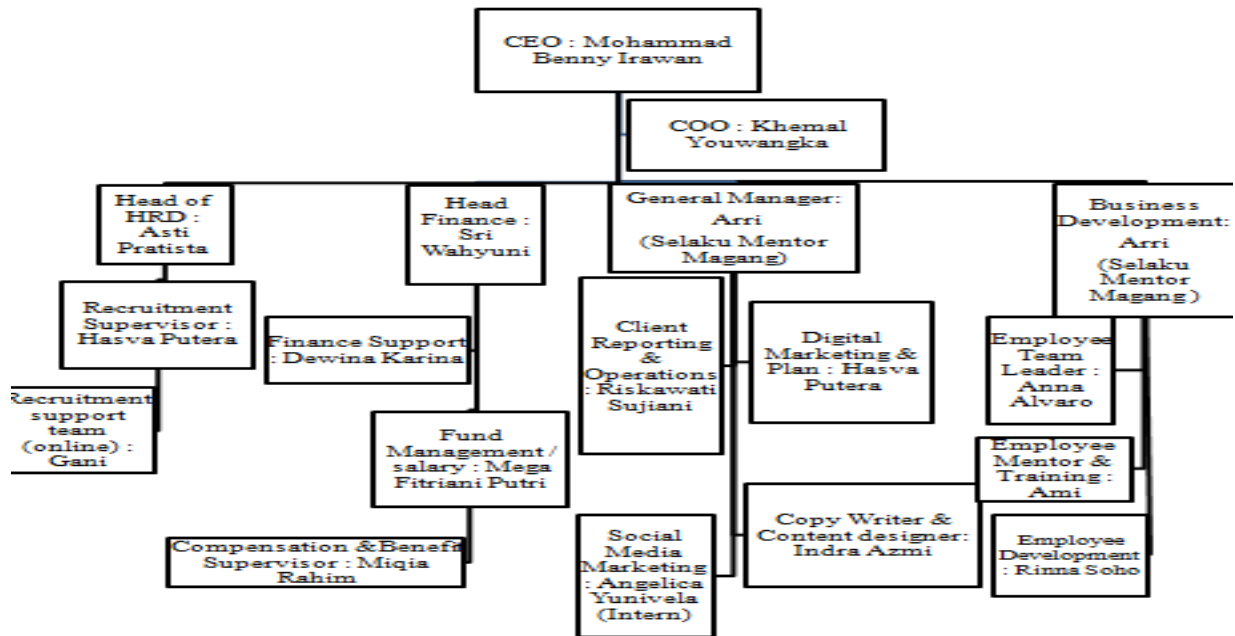 CEO : Mohammad
Benny Irawan
COO : Khemal
Youwangka
Head of
HRD :
Asti
Pratista
Head
Finance :
Sri
Wahyuni
General Manager:
Arri
(Selaku Mentor
Magang)
Business
Development:
Arri
(Selaku
Mentor
Magang )
Recruitment
Supervisor :
Hasva Putera
Recruitment
support
team
(online) :
Gani
Finance Support
: Dewina Karina
Fund
Management /
salary : Mega
Fitriani Putri
Compensation &Benefit
Supervisor : Miqia
Rahim
Client
Reporting
&
Operations
: Riskawati
Sujiani
Digital
Marketing &
Plan : Hasva
Putera
Social
Media
Marketing
: Angelica
Yunivela
(Intern)
Copy Writer &
Content designer:
Indra Azmi
Employee
Team
Leader :
Anna
Alvaro
Employee
Mentor &
Training :
Ami
Employee
Development
: Rinna Soho